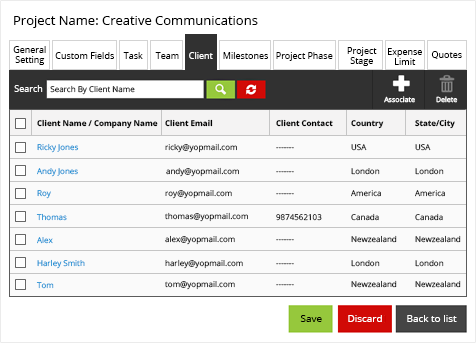 Project Name: Creative Communications
General Setting Custom Fields Task Team Client Milestones Project Phase Project Stage Expense Limit Quotes
Search Search By Client Name Associate Delete
Client Name / Company Name Client Email Client Contact Country State/City
Ricky Jones ricky@yopmail.com ------- USA USA
Andy Jones andy@yopmail.com ------- London London
Roy roy@yopmail.com ------- America America
Thomas thomas@yopmail.com 9874562103 Canada Canada
Alex alex@yopmail.com ------- Newzealand Newzealand
Harley Smith harley@yopmail.com ------- London London
Tom tom@yopmail.com ------- Newzealand Newzealand
Save Discard Back to list